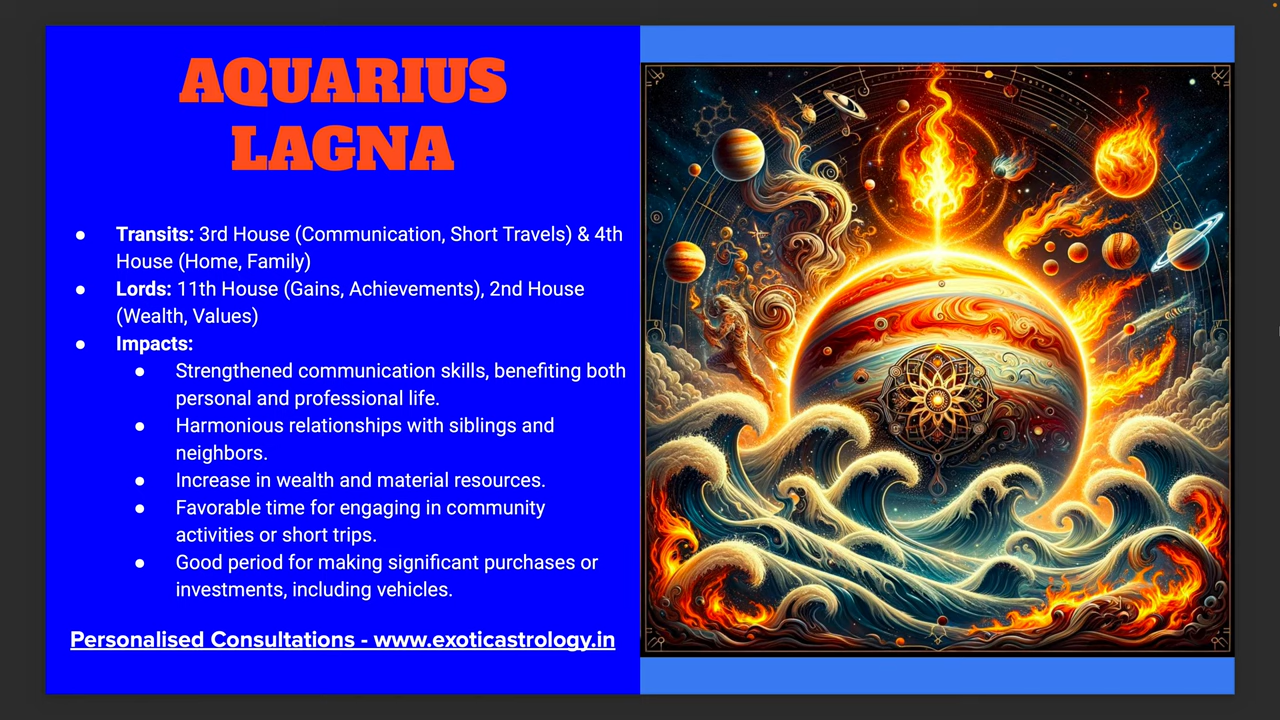 AQUARIUS
LAGNA
● Transits: 3rd House (Communication, Short Travels) & 4th
House (Home, Family)
● Lords: 11th House (Gains, Achievements), 2nd House
(Wealth, Values)
● Impacts:
● Strengthened communication skills, benefiting both
personal and professional life.
● Harmonious relationships with siblings and
neighbors.
● Increase in wealth and material resources.
● Favorable time for engaging in community
activities or short trips.
● Good period for making significant purchases or
investments, including vehicles.
Personalised Consultations - www.exoticastrology.in